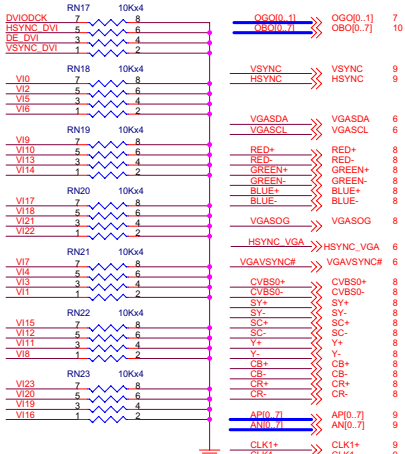 RN17 10Kx4
DVIODCK 7 8
HSYNC_DVI 5 6
DE_DVI 3 4
VSYNC_DVI 1 2
RN18 10Kx4
VI0 7 8
VI2 5 6
VI5 3 4
VI6 1 2
RN19 10Kx4
VI9 7 8
VI10 5 6
VI13 3 4
VI14 1 2
RN20 10Kx4
VI17 7 8
VI18 5 6
VI21 3 4
VI22 1 2
RN21 10Kx4
VI7 7 8
VI4 5 6
VI3 3 4
VI1 1 2
RN22 10Kx4
VI15 7 8
VI12 5 6
VI11 3 4
VI8 1 2
RN23 10Kx4
VI23 7 8
VI20 5 6
VI19 3 4
VI16 1 2
OGO[0..1] OGO[0..1] 7
OBO[0..7] OBO[0..7] 10
VSYNC VSYNC 9
HSYNC HSYNC 9
VGASDA VGASDA 6
VGASCL VGASCL 6
RED+ RED+ 8
RED- RED- 8
GREEN+ GREEN+ 8
GREEN- GREEN- 8
BLUE+ BLUE+ 8
BLUE- BLUE- 8
VGASOG VGASOG 8
HSYNC_VGA HSYNC_VGA 6
VGAVSYNC# VGAVSYNC# 6
CVBS0+ CVBS0+ 8
CVBS0- CVBS0- 8
SY+ SY+ 8
SY- SY- 8
SC+ SC+ 8
SC- SC- 8
Y+ Y+ 8
Y- Y- 8
CB+ CB+ 8
CB- CB- 8
CR+ CR+ 8
CR- CR- 8
AP[0..7] AP[0..7] 9
AN[0..7] AN[0..7] 9
CLK1+ CLK1+ 9